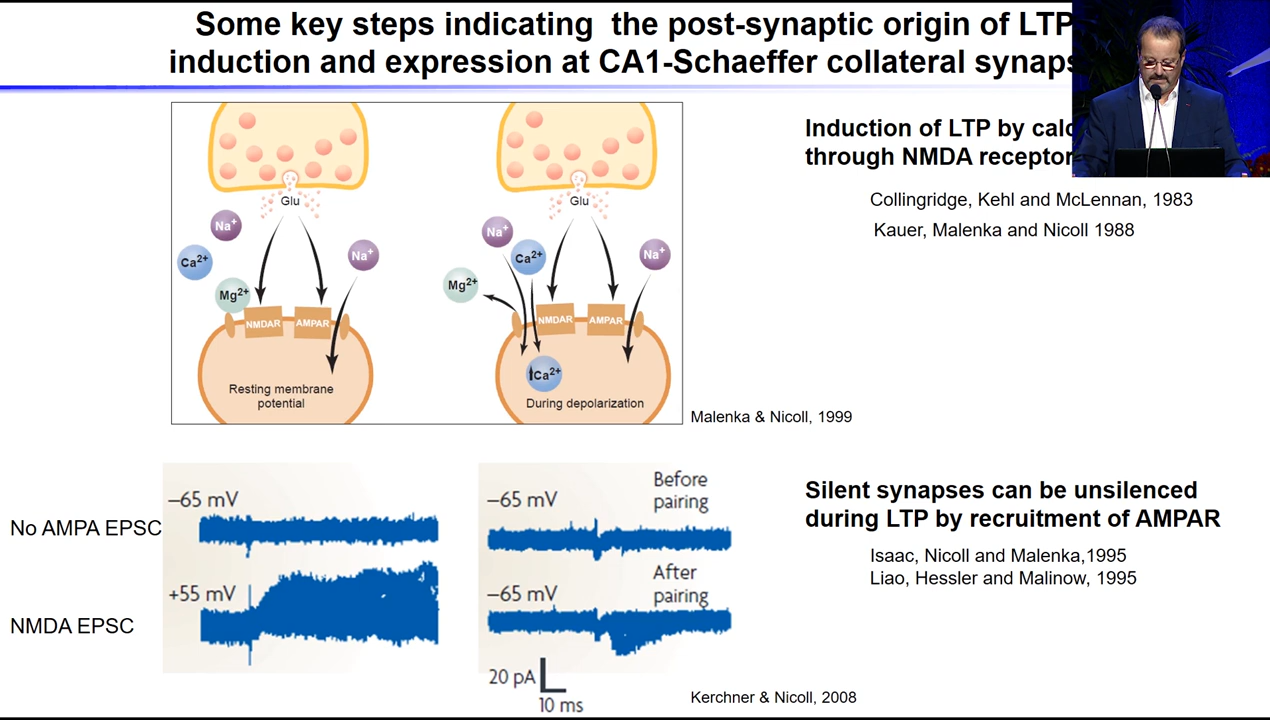 Some key steps indicating the post-synaptic origin of LTP
induction and expression at CA1-Schaeffer collateral
Glu
Glu
Na⁺
Ca²⁺
Mg²⁺
Na⁺
NMDAR
AMPAR
Resting membrane
potential
Na⁺
Ca²⁺
Mg²⁺
Na⁺
NMDAR
AMPAR
Ca²⁺
During depolarization
Malenka & Nicoll, 1999
Induction of LTP by
through NMDA
Collingridge, Kehl and McLennan, 1983
Kauer, Malenka and Nicoll 1988
No AMPA EPSC
–65 mV
+55 mV
NMDA EPSC
–65 mV
Before
pairing
–65 mV
After
pairing
20 pA
10 ms
Kerchner & Nicoll, 2008
Silent synapses can be unsilenced
during LTP by recruitment of AMPAR
Isaac, Nicoll and Malenka,1995
Liao, Hessler and Malinow, 1995